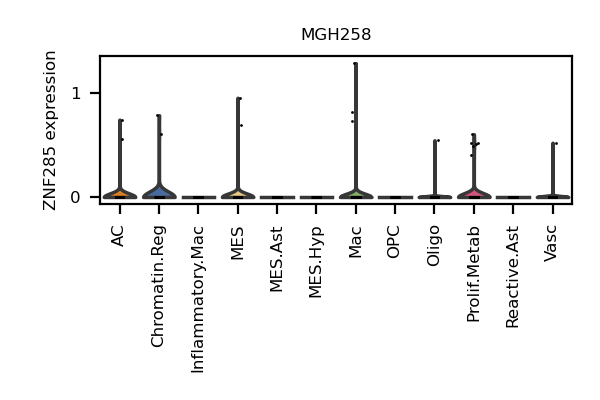 MGH258
ZNF285 expression
1
0
AC
Chromatin.Reg
Inflammatory.Mac
MES
MES.Ast
MES.Hyp
Mac
OPC
Oligo
Prolif.Metab
Reactive.Ast
Vasc